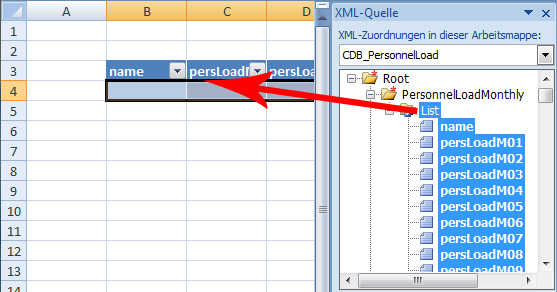 A B C D
1
2
3 name persLoadM persLoa
4
5
6
7
8
9
10
11
12
13
14
XML-Quelle
XML-Zuordnungen in dieser Arbeitsmappe:
CDB_PersonnelLoad
Root
PersonnelLoadMonthly
List
name
persLoadM01
persLoadM02
persLoadM03
persLoadM04
persLoadM05
persLoadM06
persLoadM07
persLoadM08
persLoadM09